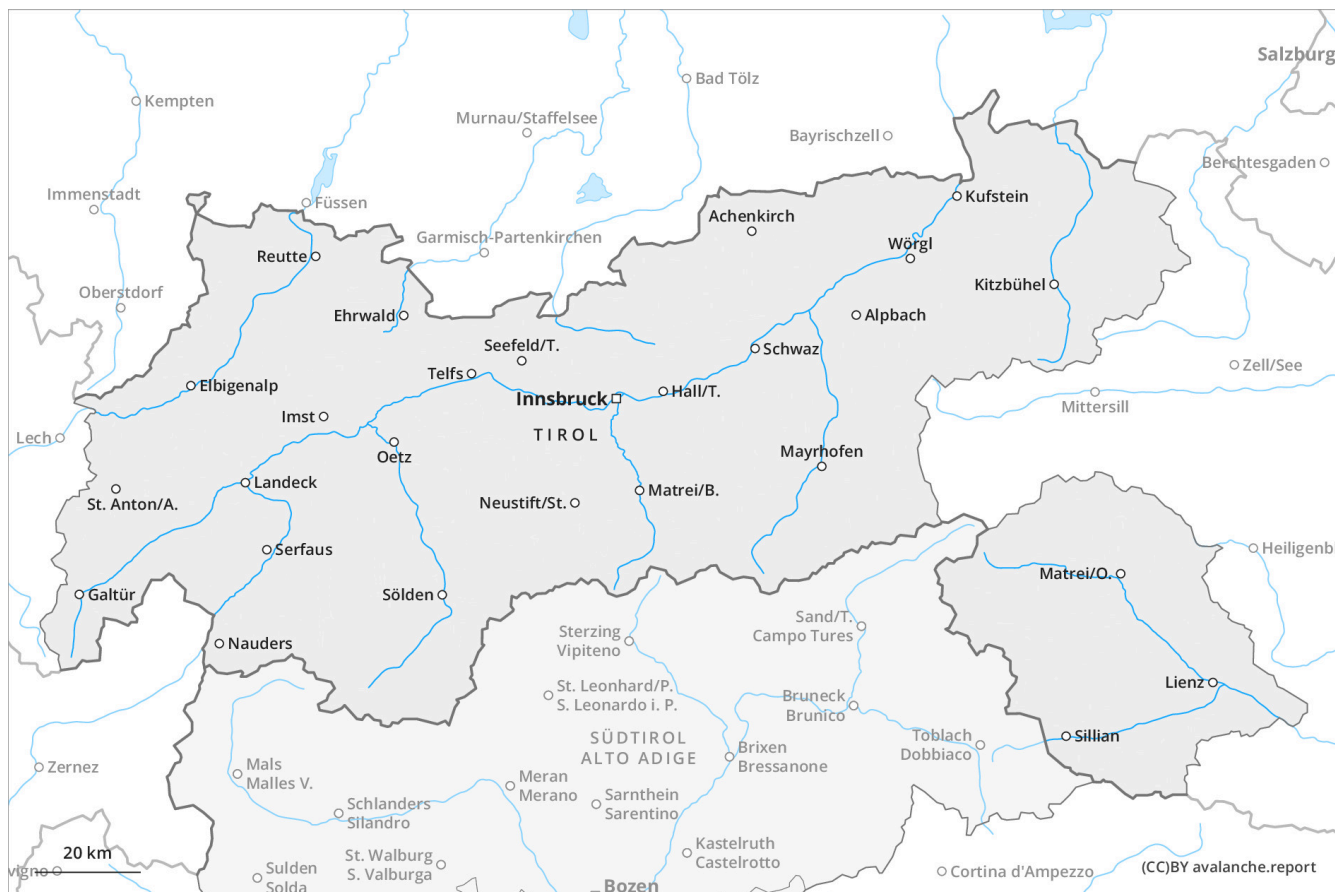 Salzburg
Bad Tölz
Kempten
Murnau/Staffelsee
Bayrischzell
Berchtesgaden
Immenstadt
Füssen
Kufstein
Achenkirch
Garmisch-Partenkirchen
Wörgl
Reutte
Kitzbühel
Oberstdorf
Ehrwald
Alpbach
Seefeld/T.
Schwaz
Zell/See
Telfs
Elbigenalp
Hall/T.
Innsbruck
Mittersill
Imst
TIROL
Lech
Oetz
Mayrhofen
Landeck
Matrei/B.
St. Anton/A.
Neustift/St.
Serfaus
Heiligenb
Matrei/O.
Galtür
Sölden
Sand/T.
Campo Tures
Sterzing
Vipiteno
Nauders
Lienz
St. Leonhard/P.
S. Leonardo i. P.
Bruneck
Brunico
Sillian
SÜDTIROL
ALTO ADIGE
Toblach
Dobbiaco
Brixen
Bressanone
Zernez
Mals
Malles V.
Meran
Merano
Sarnthein
Sarentino
Schlanders
Silandro
Kastelruth
Castelrotto
20 km
St. Walburg
S. Valburga
vigno
Sulden
Solda
Cortina d'Ampezzo
(CC)BY avalanche.report
Bozen